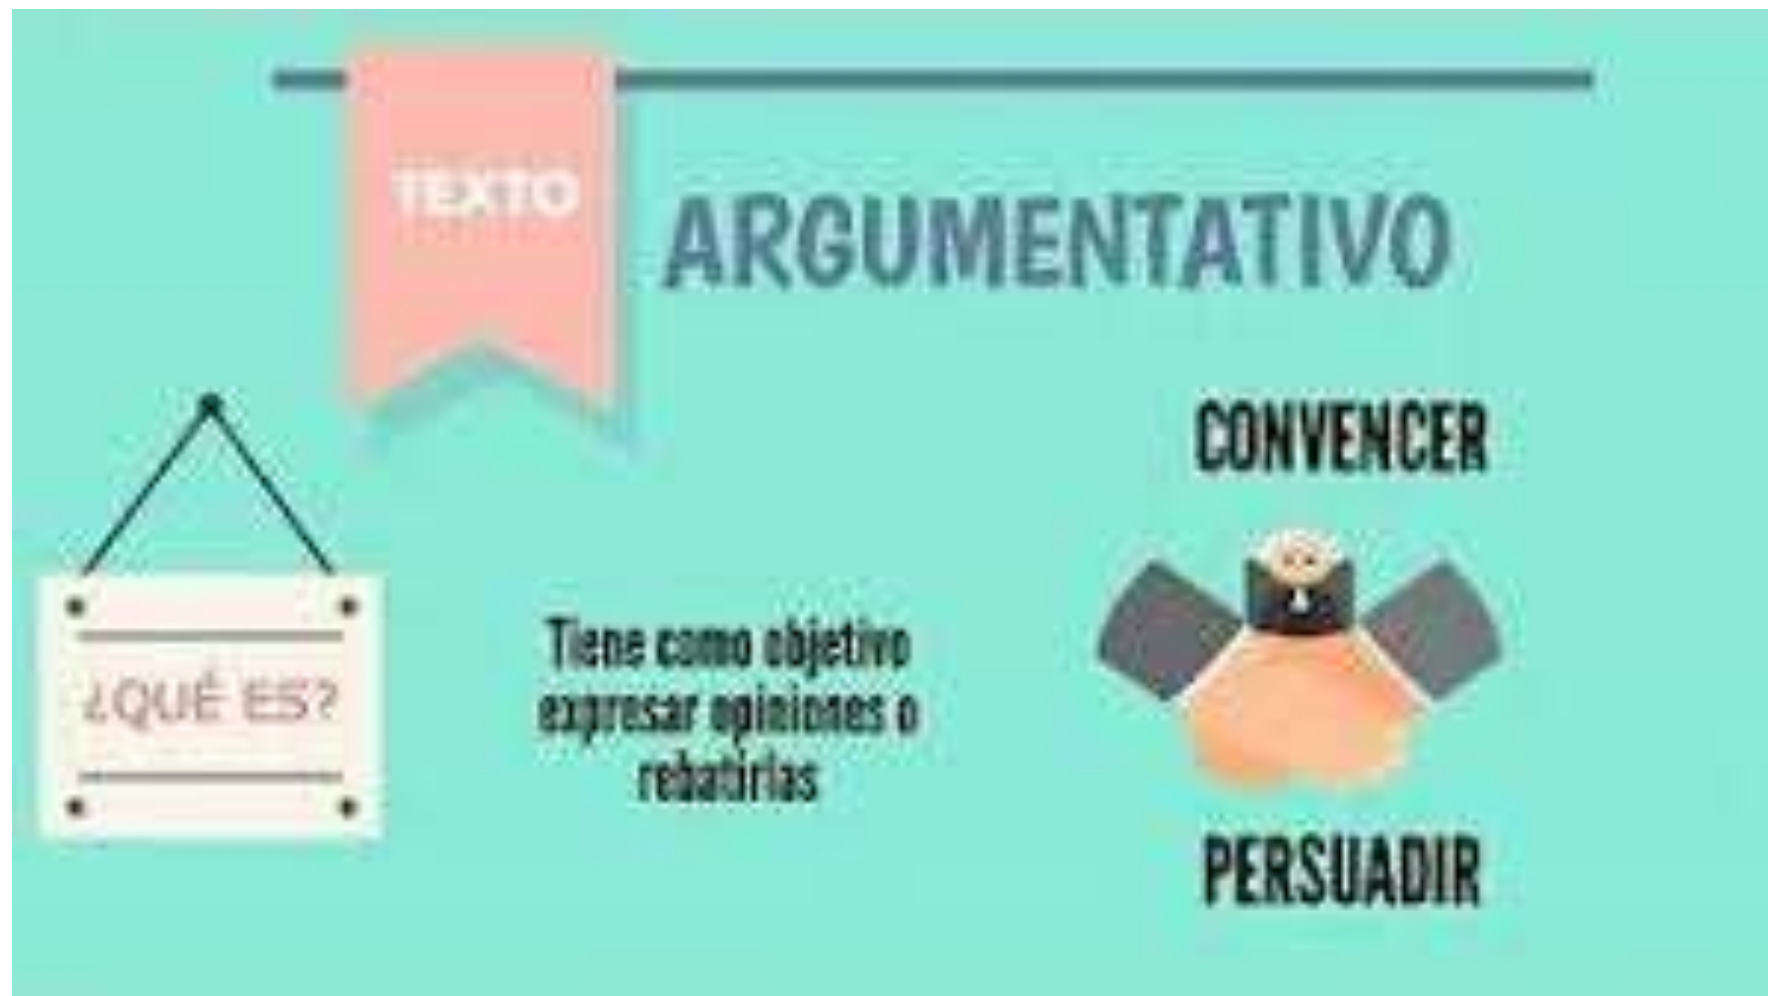 TEXTO
ARGUMENTATIVO
CONVENCER
¿QUÉ ES?
Tiene como objetivo
expresar opiniones o
rebatirlas
PERSUADIR